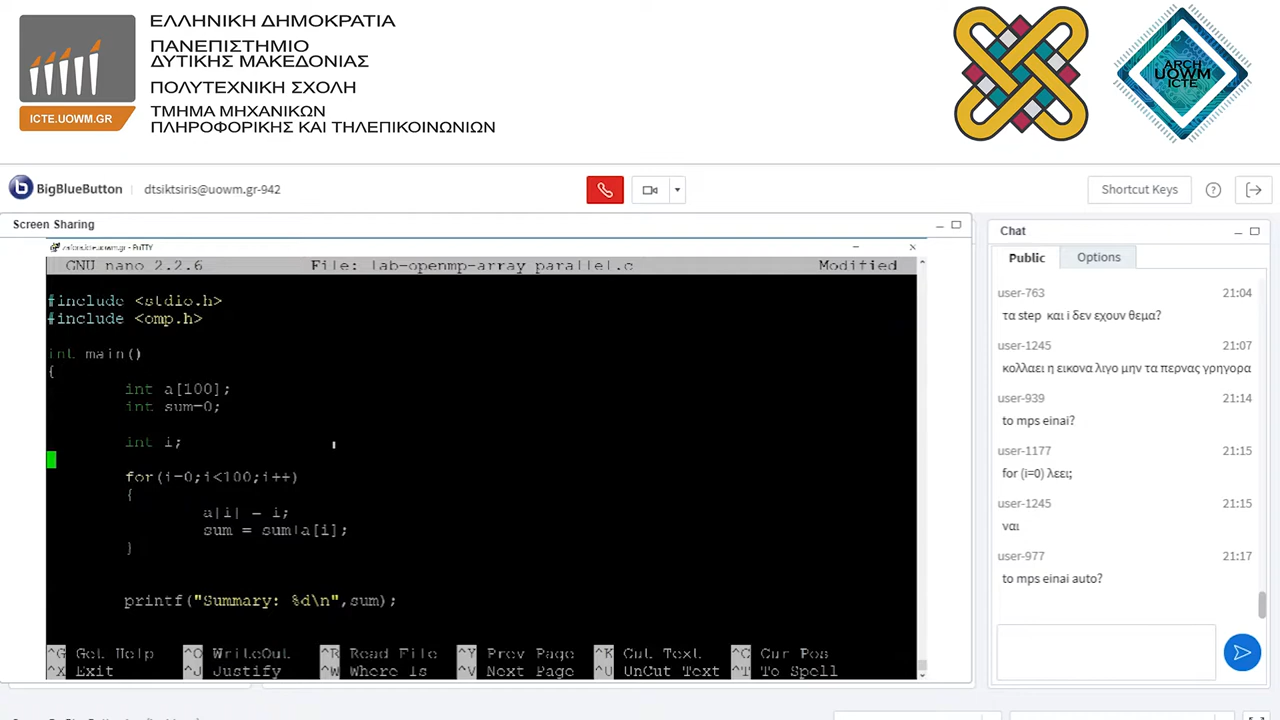 ΕΛΛΗΝΙΚΗ ΔΗΜΟΚΡΑΤΙΑ
ΠΑΝΕΠΙΣΤΗΜΙΟ
ΔΥΤΙΚΗΣ ΜΑΚΕΔΟΝΙΑΣ
ΠΟΛΥΤΕΧΝΙΚΗ ΣΧΟΛΗ
ΤΜΗΜΑ ΜΗΧΑΝΙΚΩΝ
ΠΛΗΡΟΦΟΡΙΚΗΣ ΚΑΙ ΤΗΛΕΠΙΚΟΙΝΩΝΙΩΝ
ICTE.UOWM.GR
ARCH
UOWM
ICTE
BigBlueButton dtsiktsiris@uowm.gr-942
Shortcut Keys
Screen Sharing
PuTTY
GNU nano 2.2.6 File: lab-openmp-array parallel.c Modified
#include <stdio.h>
#include <omp.h>
int main()
{
int a[100];
int sum=0;
int i;
for(i=0;i<100;i++)
{
a[i] = i;
sum = sum+a[i];
}
printf("Summary: %d\n",sum);
^G Get Help ^O WriteOut ^R Read File ^Y Prev Page ^K Cut Text ^C Cur Pos
^X Exit ^J Justify ^W Where Is ^V Next Page ^U UnCut Text ^T To Spell
Chat
Public Options
user-763 21:04
τα step και i δεν εχουν θεμα?
user-1245 21:07
κολλαει η εικονα λιγο μην τα περνας γρηγορα
user-939 21:14
to mps einai?
user-1177 21:15
for (i=0) λεει;
user-1245 21:15
ναι
user-977 21:17
to mps einai auto?